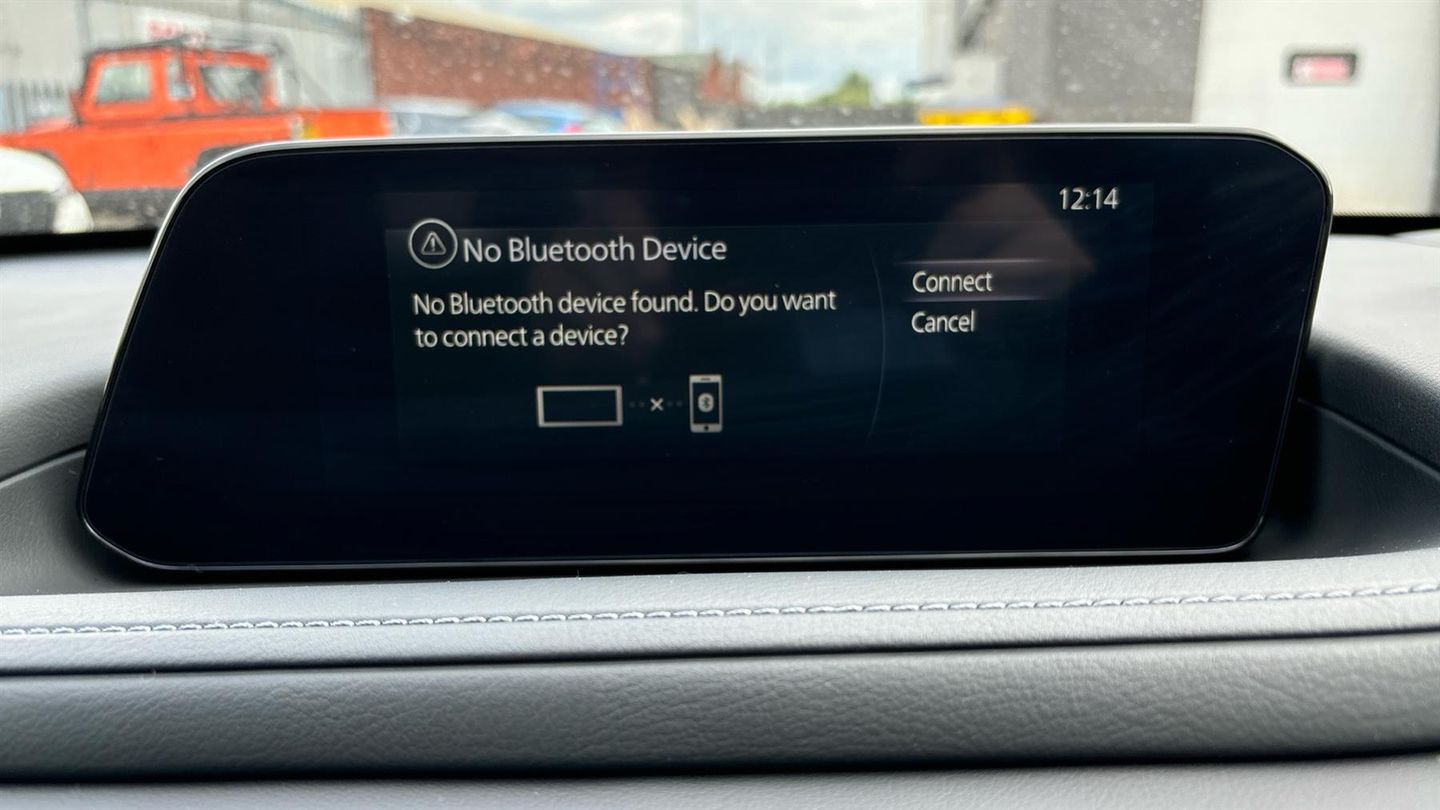 12:14
No Bluetooth Device
No Bluetooth device found. Do you want
to connect a device?
Connect
Cancel